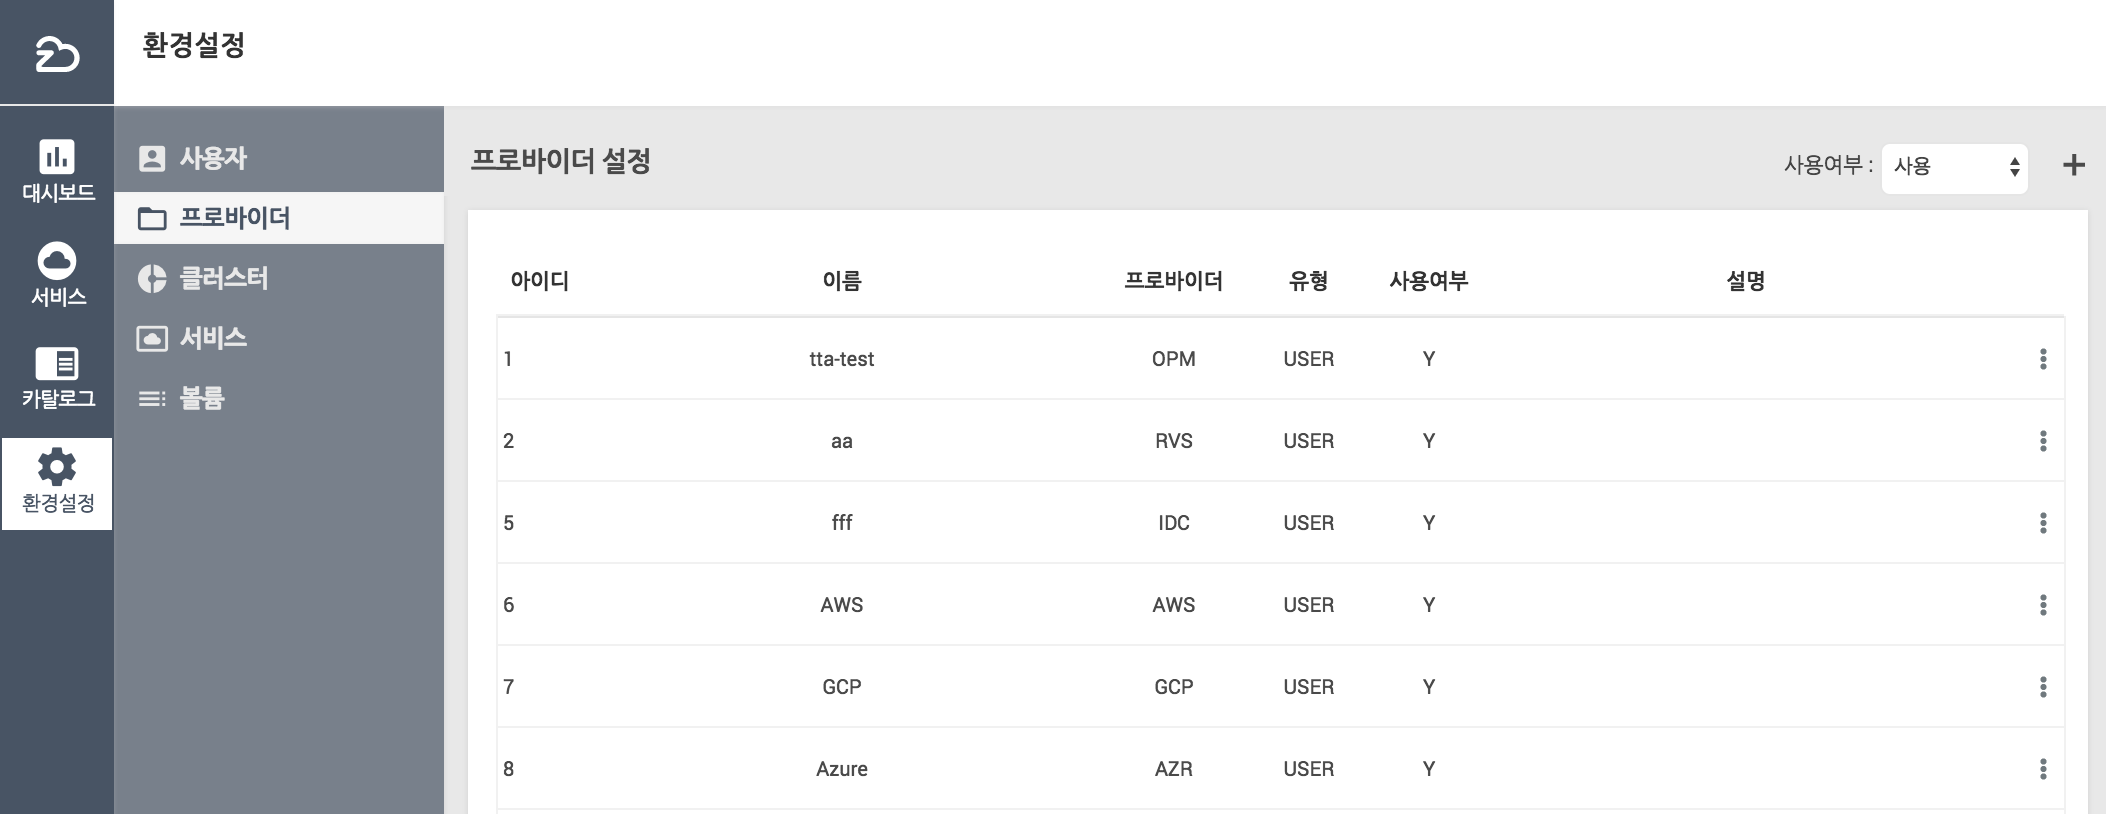 환경설정
대시보드
서비스
카탈로그
환경설정
사용자
프로바이더
클러스터
서비스
볼륨
프로바이더 설정
사용여부 : 사용
아이디 이름 프로바이더 유형 사용여부 설명
1 tta-test OPM USER Y
2 aa RVS USER Y
5 fff IDC USER Y
6 AWS AWS USER Y
7 GCP GCP USER Y
8 Azure AZR USER Y